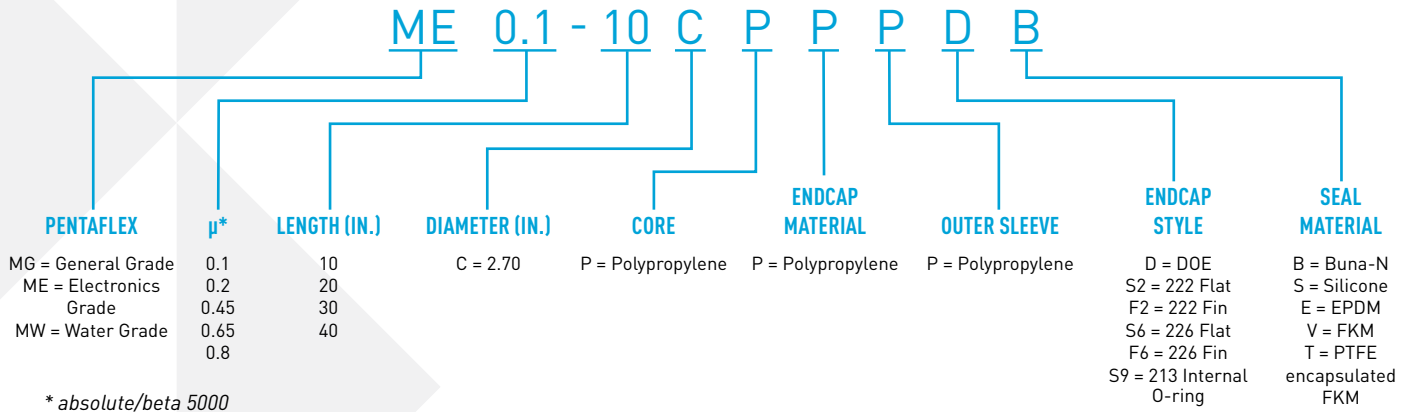 ME 0.1 - 10 C P P P D B
PENTAFLEX
MG = General Grade
ME = Electronics
Grade
MW = Water Grade
µ*
0.1
0.2
0.45
0.65
0.8
LENGTH (IN.)
10
20
30
40
DIAMETER (IN.)
C = 2.70
CORE
P = Polypropylene
ENDCAP
MATERIAL
P = Polypropylene
OUTER SLEEVE
P = Polypropylene
ENDCAP
STYLE
D = DOE
S2 = 222 Flat
F2 = 222 Fin
S6 = 226 Flat
F6 = 226 Fin
S9 = 213 Internal
O-ring
SEAL
MATERIAL
B = Buna-N
S = Silicone
E = EPDM
V = FKM
T = PTFE
encapsulated
FKM
* absolute/beta 5000